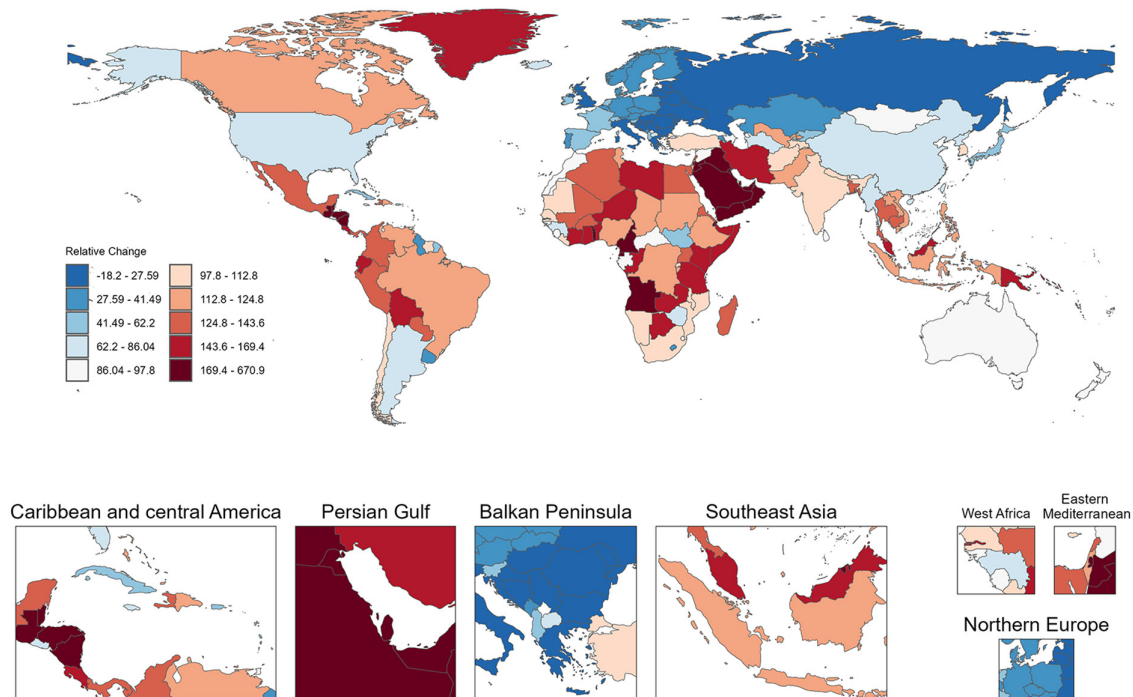 Relative Change
-18.2 - 27.59
27.59 - 41.49
41.49 - 62.2
62.2 - 86.04
86.04 - 97.8
97.8 - 112.8
112.8 - 124.8
124.8 - 143.6
143.6 - 169.4
169.4 - 670.9
Caribbean and central America
Persian Gulf
Balkan Peninsula
Southeast Asia
West Africa
Eastern
Mediterranean
Northern Europe